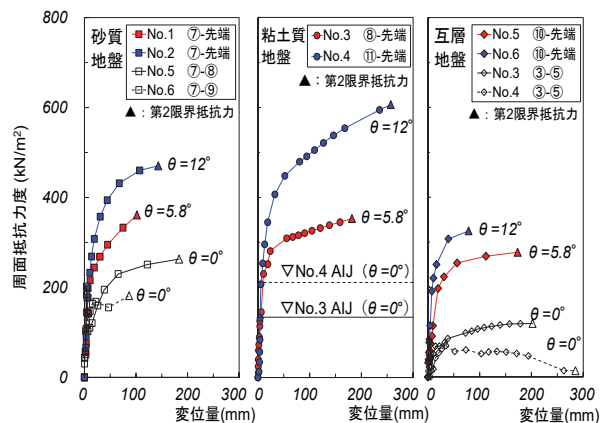 周面抵抗力度 (kN/m²)
800
600
400
200
0
砂質
地盤
No.1 ⑦-先端
No.2 ⑦-先端
No.5 ⑦-⑧
No.6 ⑦-⑨
▲：第2限界抵抗力
θ=12°
θ=5.8°
θ=0°
θ=0°
0 100 200 300
変位量(mm)
粘土質
地盤
No.3 ⑧-先端
No.4 ⑪-先端
▲：第2限界抵抗力
θ=12°
θ=5.8°
▽No.4 AIJ（θ=0°）
▽No.3 AIJ（θ=0°）
0 100 200 300
変位量(mm)
互層
地盤
No.5 ⑩-先端
No.6 ⑩-先端
No.3 ③-⑤
No.4 ③-⑤
▲：第2限界抵抗力
θ=12°
θ=5.8°
θ=0°
θ=0°
0 100 200 300
変位量(mm)